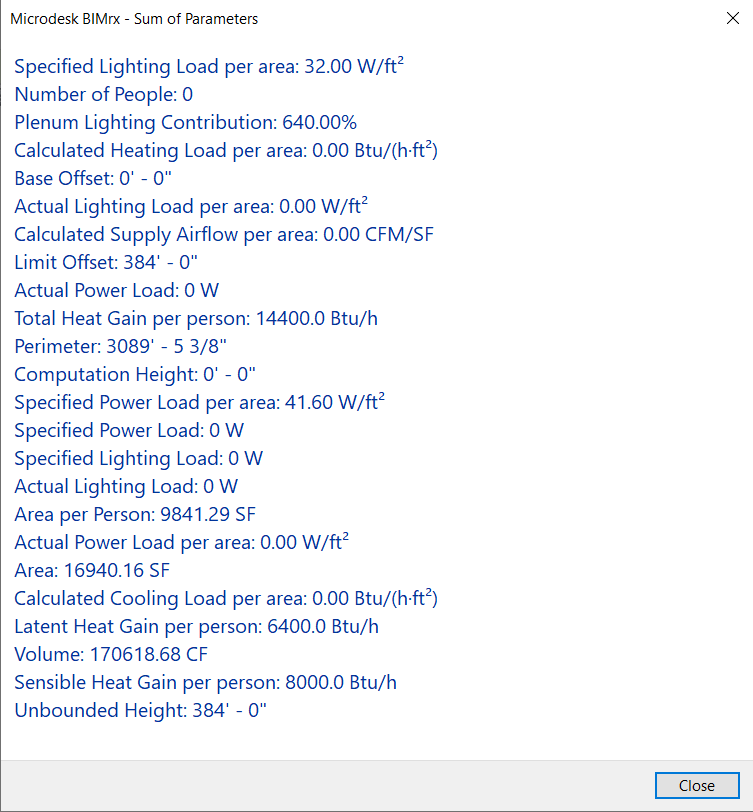 Microdesk BIMrx - Sum of Parameters
Specified Lighting Load per area: 32.00 W/ft²
Number of People: 0
Plenum Lighting Contribution: 640.00%
Calculated Heating Load per area: 0.00 Btu/(h·ft²)
Base Offset: 0' - 0"
Actual Lighting Load per area: 0.00 W/ft²
Calculated Supply Airflow per area: 0.00 CFM/SF
Limit Offset: 384' - 0"
Actual Power Load: 0 W
Total Heat Gain per person: 14400.0 Btu/h
Perimeter: 3089' - 5 3/8"
Computation Height: 0' - 0"
Specified Power Load per area: 41.60 W/ft²
Specified Power Load: 0 W
Specified Lighting Load: 0 W
Actual Lighting Load: 0 W
Area per Person: 9841.29 SF
Actual Power Load per area: 0.00 W/ft²
Area: 16940.16 SF
Calculated Cooling Load per area: 0.00 Btu/(h·ft²)
Latent Heat Gain per person: 6400.0 Btu/h
Volume: 170618.68 CF
Sensible Heat Gain per person: 8000.0 Btu/h
Unbounded Height: 384' - 0"
Close